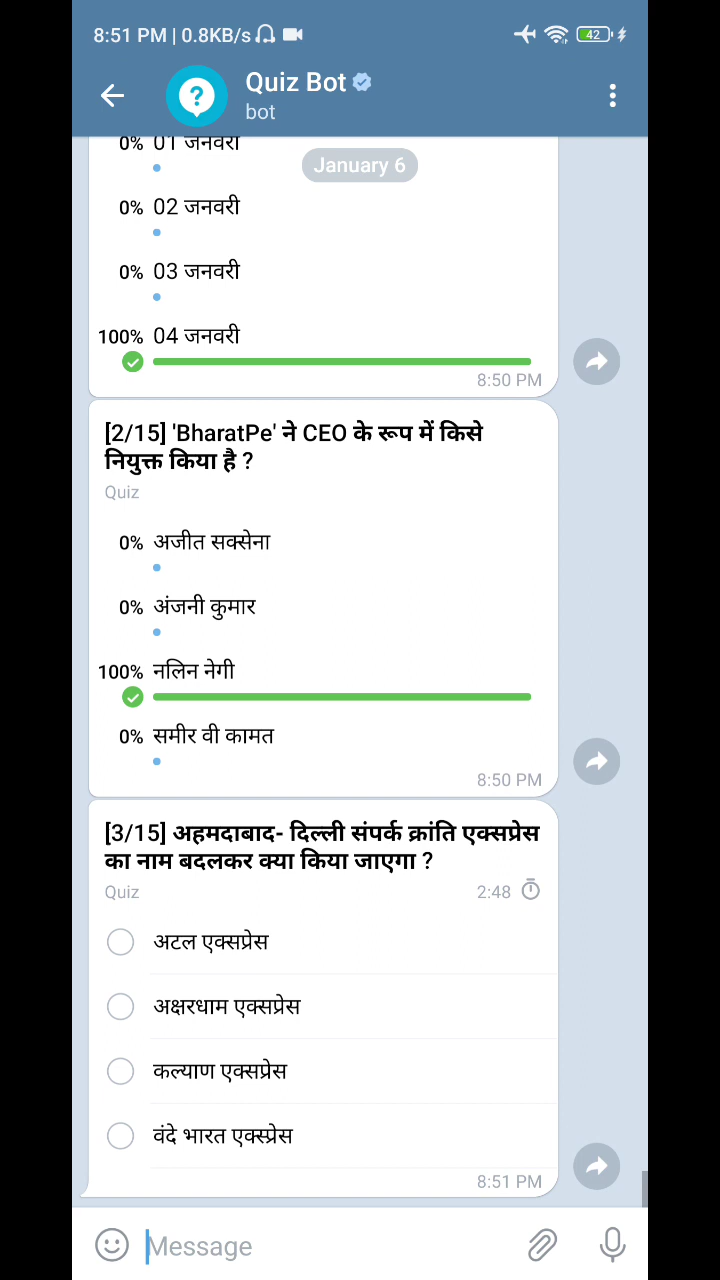 8:51 PM | 0.8KB/s
42
Quiz Bot
bot
0% 01 जनवरी
January 6
0% 02 जनवरी
0% 03 जनवरी
100% 04 जनवरी
8:50 PM
[2/15] 'BharatPe' ने CEO के रूप में किसे
नियुक्त किया है ?
Quiz
0% अजीत सक्सेना
0% अंजनी कुमार
100% नलिन नेगी
0% समीर वी कामत
8:50 PM
[3/15] अहमदाबाद- दिल्ली संपर्क क्रांति एक्सप्रेस
का नाम बदलकर क्या किया जाएगा ?
Quiz
2:48
अटल एक्सप्रेस
अक्षरधाम एक्सप्रेस
कल्याण एक्सप्रेस
वंदे भारत एक्स्प्रेस
8:51 PM
Message